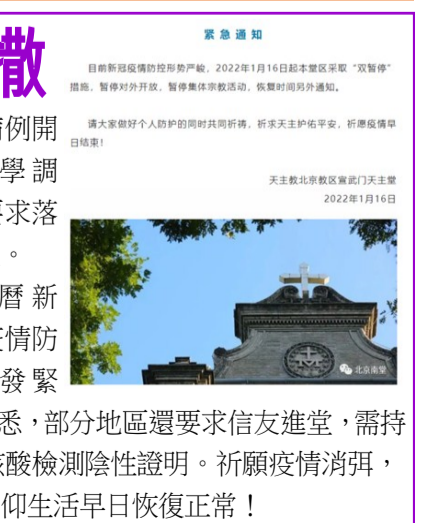 撒
紧急通知
目前新冠疫情防控形势严峻，2022年1月16日起本堂区采取“双暂停”
措施，暂停对外开放，暂停集体宗教活动，恢复时间另外通知。
请大家做好个人防护的同时共同祈祷，祈求天主护佑平安，祈愿疫情早
日结束！
天主教北京教区宣武门天主堂
2022年1月16日
北京南堂
例開
學調
求落
。
曆新
情防
發緊
悉，部分地區還要求信友進堂，需持
酸檢測陰性證明。祈願疫情消弭，
仰生活早日恢復正常！